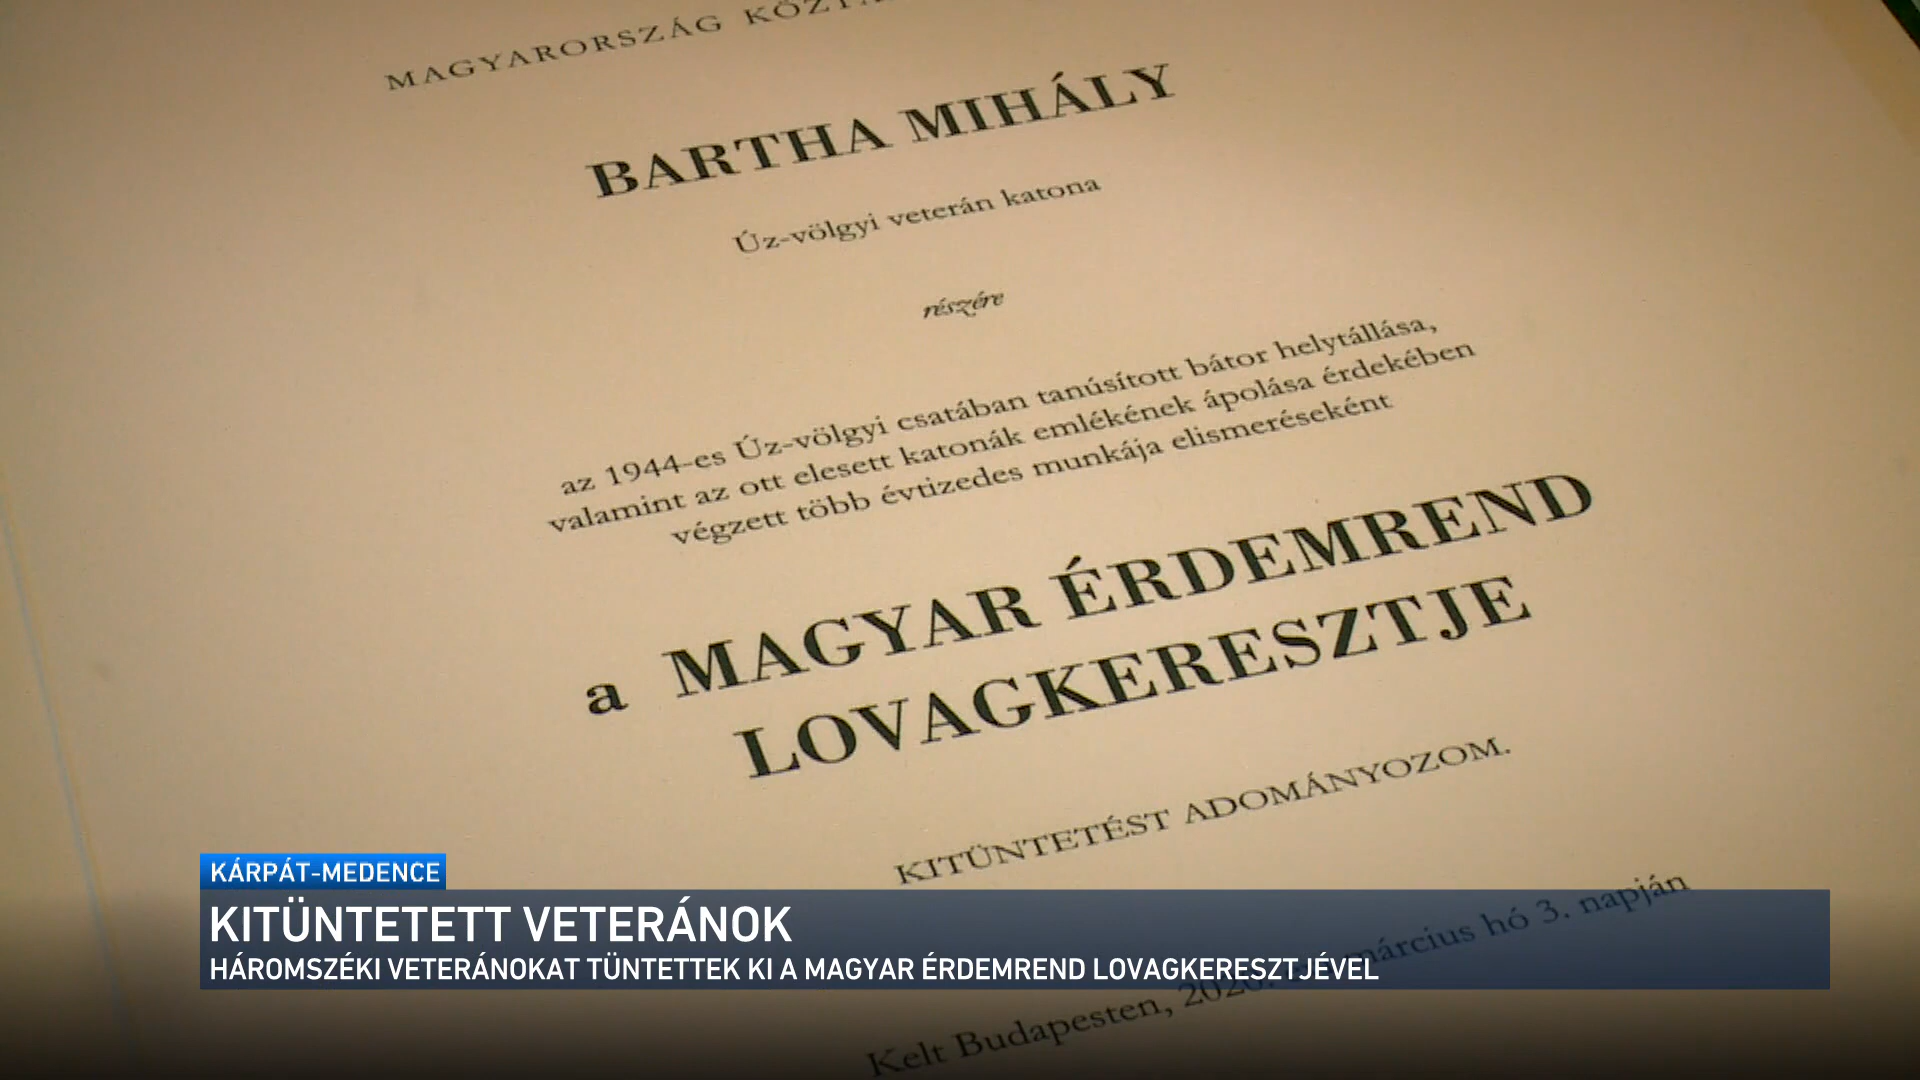 MAGYARORSZÁG
BARTHA MIHÁLY
Úz-völgyi veterán katona
részére
az 1944-es Úz-völgyi csatában tanúsított bátor helytállása,
valamint az ott elesett katonák emlékének ápolása érdekében
végzett több évtizedes munkája elismeréseként
a MAGYAR ÉRDEMREND
LOVAGKERESZTJE
KITÜNTETÉST ADOMÁNYOZOM.
Kelt Budapesten, március hó 3. napján
KÁRPÁT-MEDENCE
KITÜNTETETT VETERÁNOK
HÁROMSZÉKI VETERÁNOKAT TÜNTETTEK KI A MAGYAR ÉRDEMREND LOVAGKERESZTJÉVEL